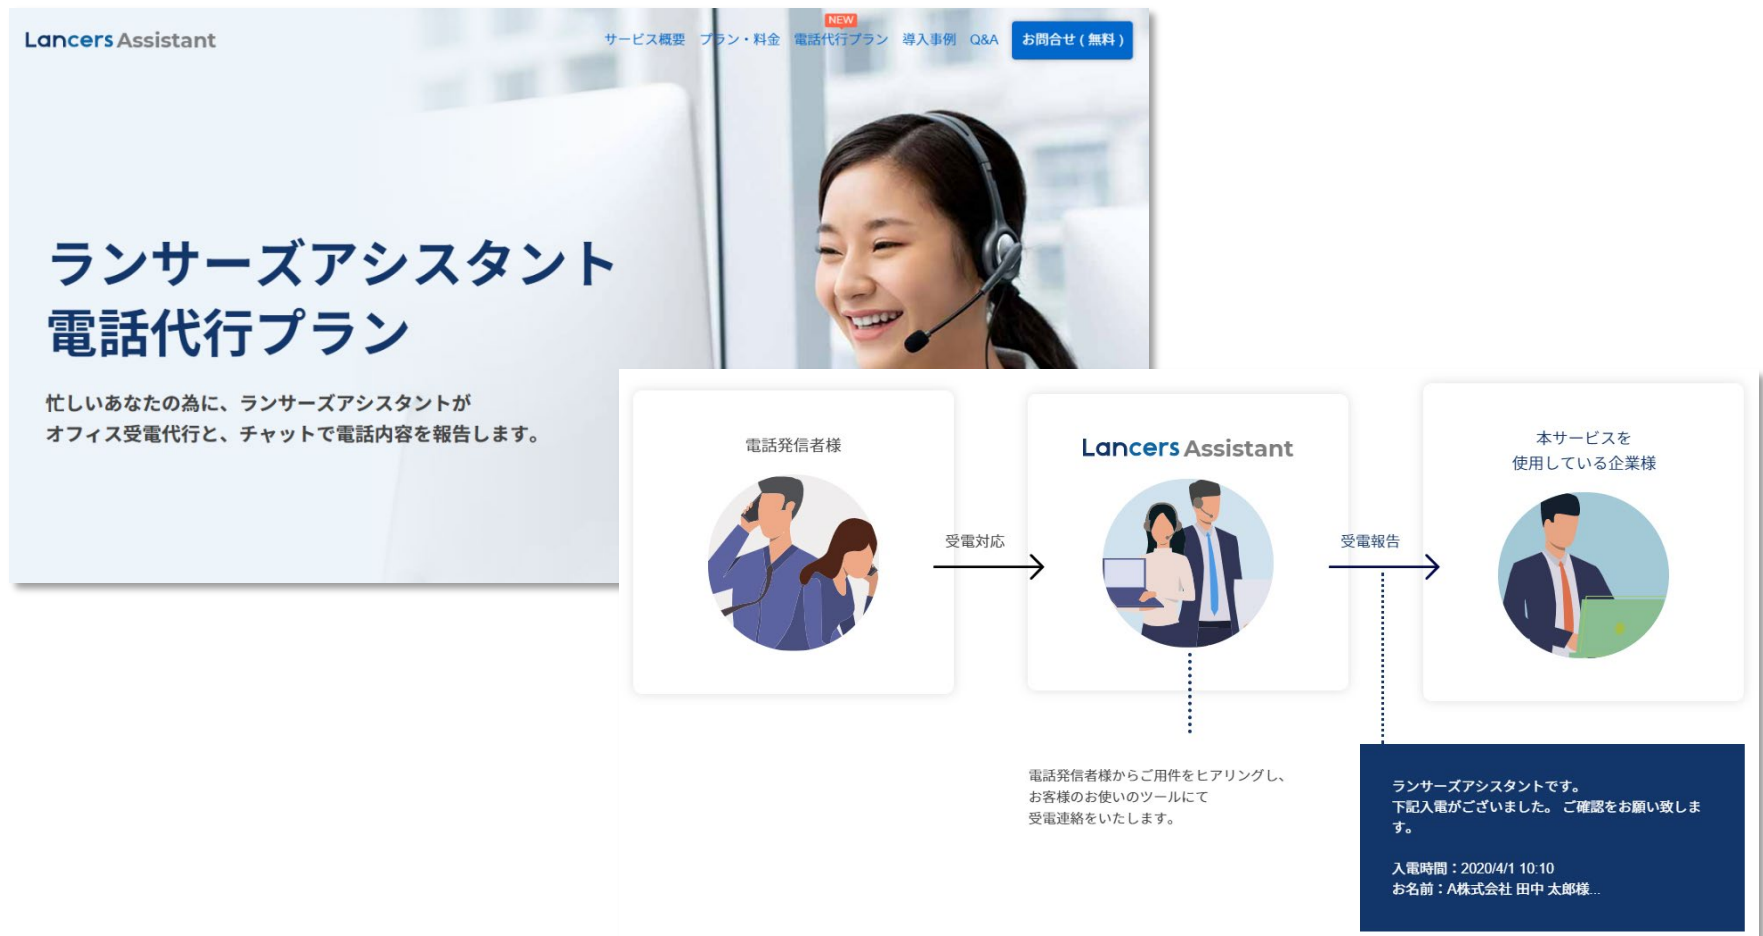 Lancers Assistant
サービス概要 プラン・料金 NEW 電話代行プラン 導入事例 Q&A お問合せ ( 無料 )
ランサーズアシスタント
電話代行プラン
忙しいあなたの為に、ランサーズアシスタントが
オフィス受電代行と、チャットで電話内容を報告します。
電話発信者様
受電対応
Lancers Assistant
受電報告
本サービスを
使用している企業様
電話発信者様からご用件をヒアリングし、
お客様のお使いのツールにて
受電連絡をいたします。
ランサーズアシスタントです。
下記入電がございました。 ご確認をお願い致しま
す。
入電時間：2020/4/1 10:10
お名前：A株式会社 田中 太郎様...